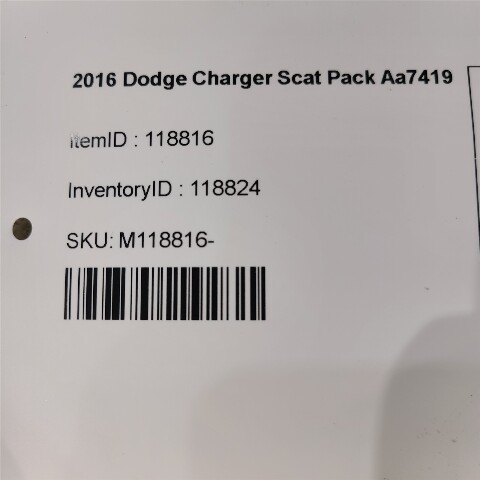 2016 Dodge Charger Scat Pack Aa7419
ItemID : 118816
InventoryID : 118824
SKU: M118816-